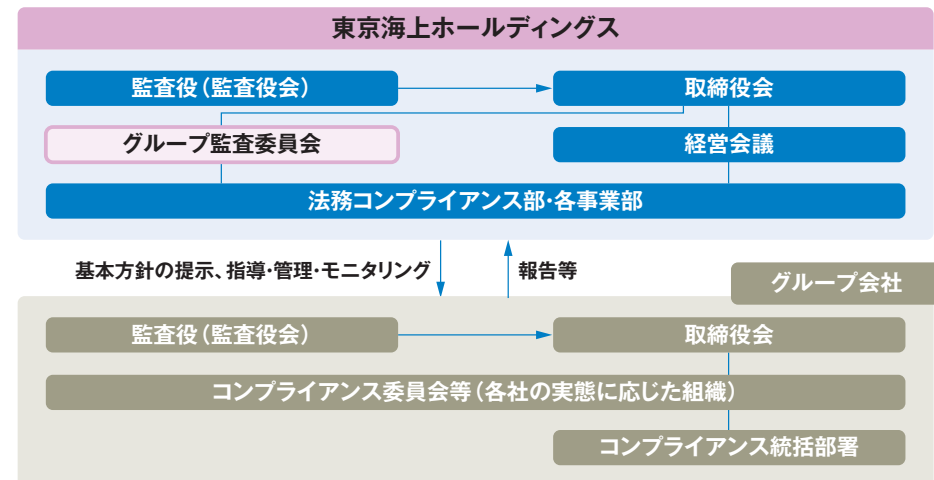 東京海上ホールディングス
監査役（監査役会）
取締役会
グループ監査委員会
経営会議
法務コンプライアンス部・各事業部
基本方針の提示、指導・管理・モニタリング
報告等
グループ会社
監査役（監査役会）
取締役会
コンプライアンス委員会等（各社の実態に応じた組織）
コンプライアンス統括部署